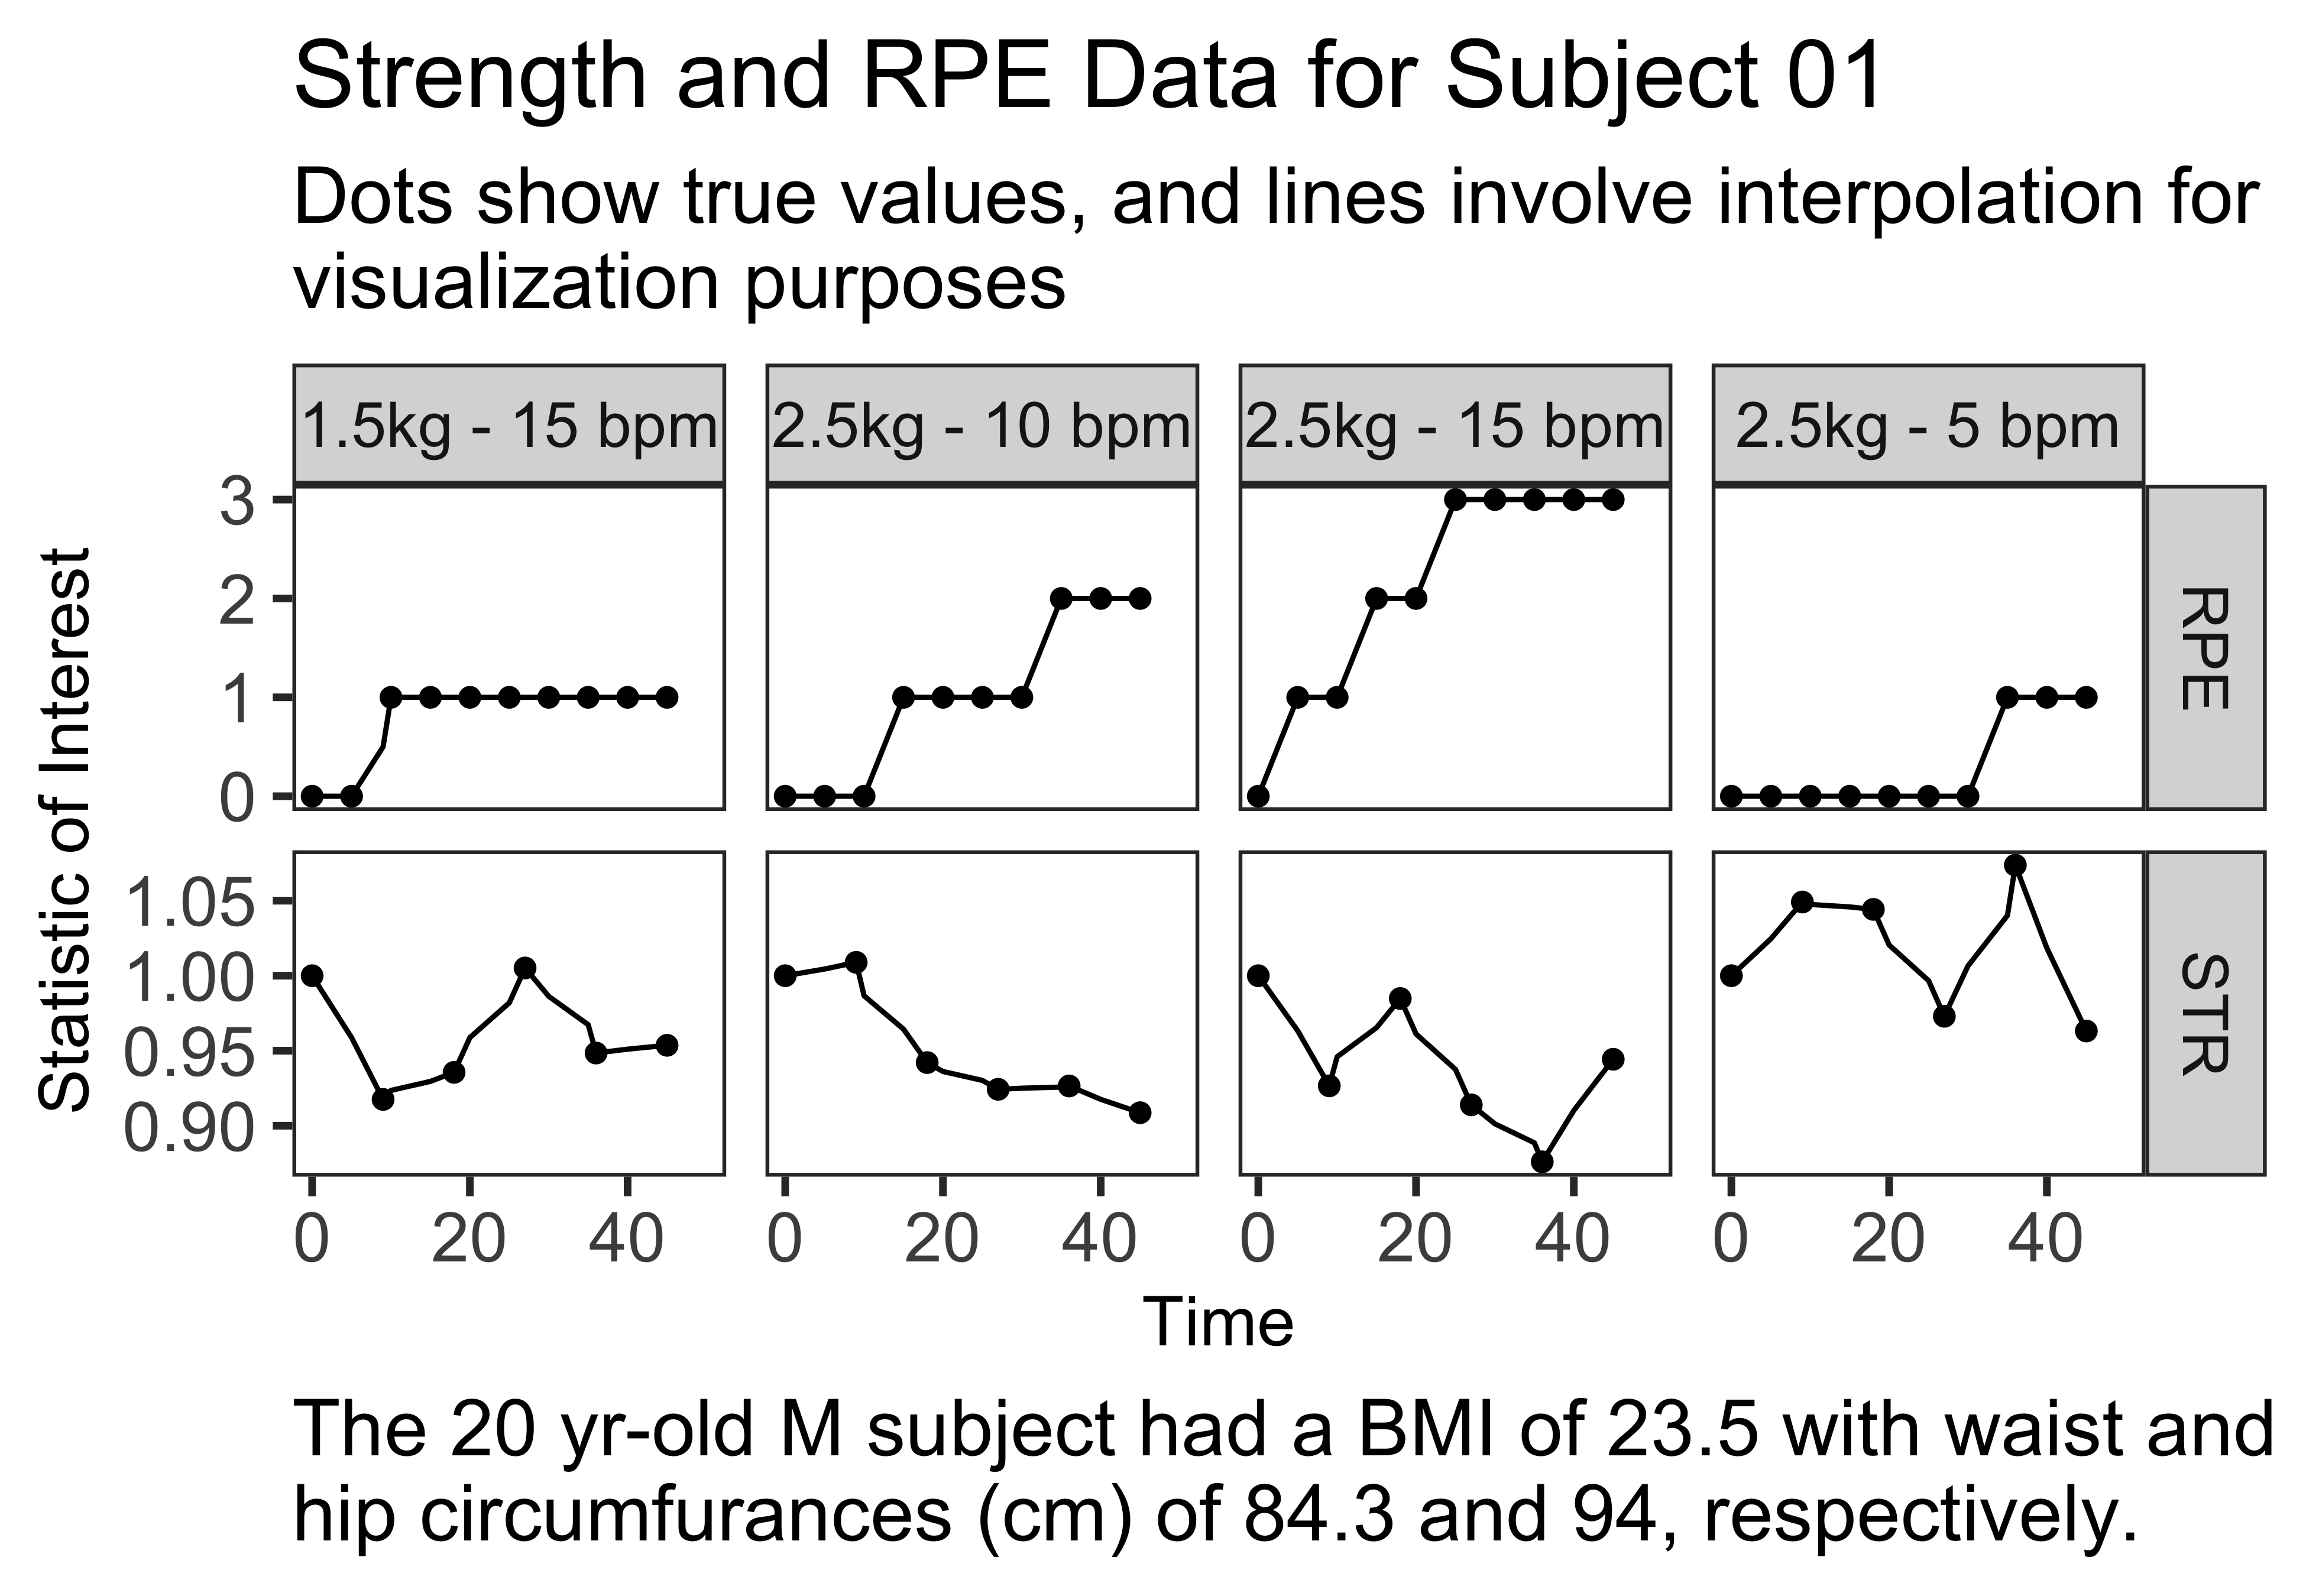 Strength and RPE Data for Subject 01
Dots show true values, and lines involve interpolation for
visualization purposes
1.5kg - 15 bpm
2.5kg - 10 bpm
2.5kg - 15 bpm
2.5kg - 5 bpm
Statistic of Interest
3
2
1
0
RPE
1.05
1.00
0.95
0.90
STR
0 20 40
0 20 40
0 20 40
0 20 40
Time
The 20 yr-old M subject had a BMI of 23.5 with waist and
hip circumfurances (cm) of 84.3 and 94, respectively.